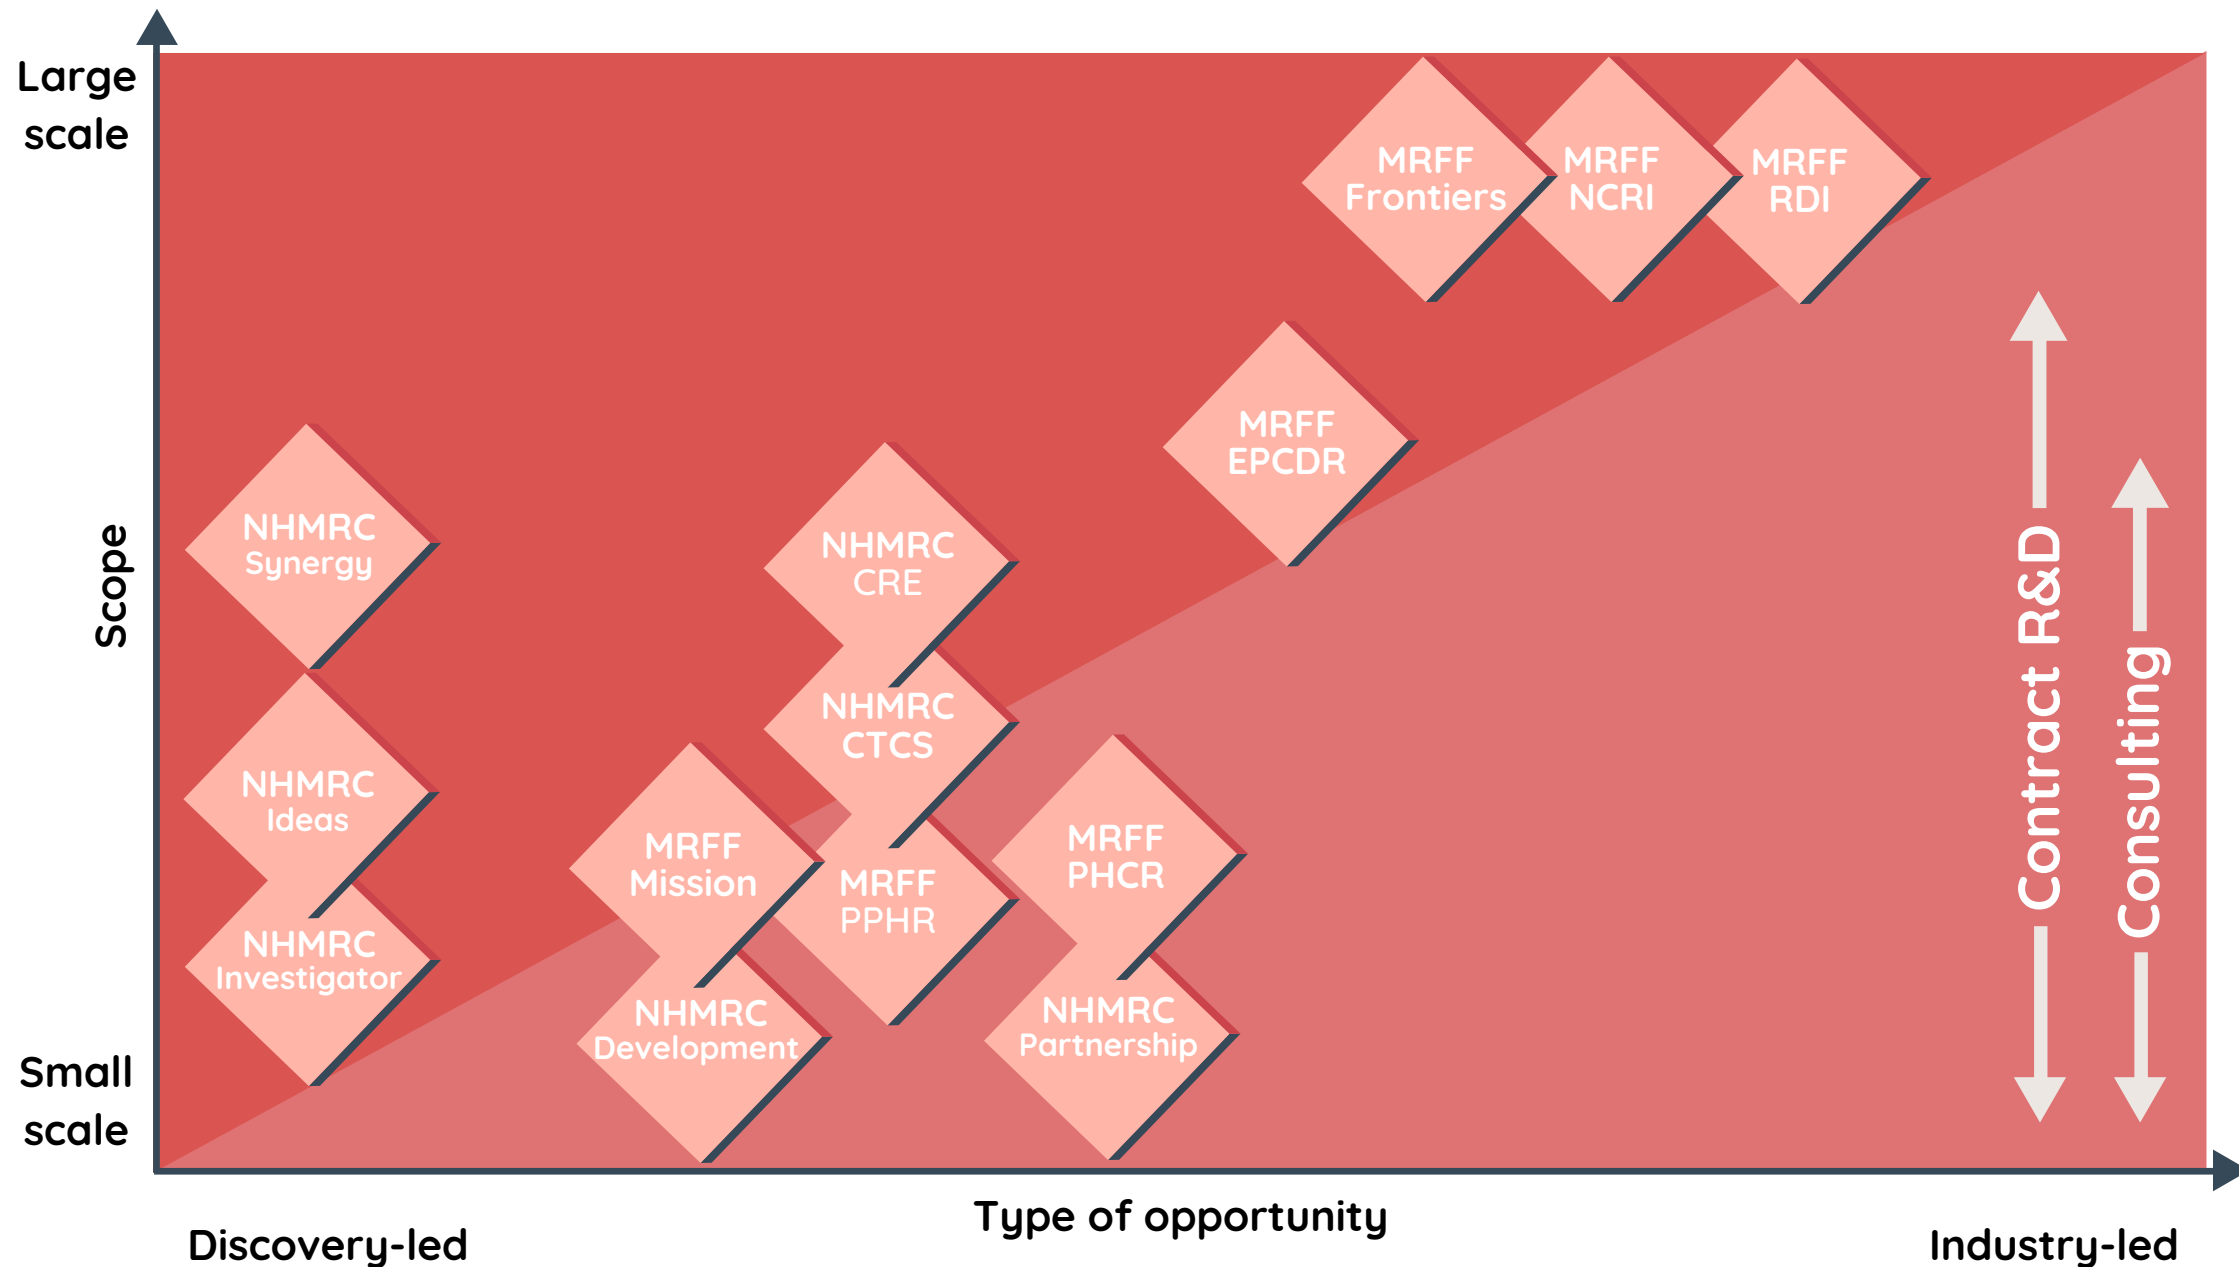 Large
scale
Scope
Small
scale
MRFF
Frontiers
MRFF
NCRI
MRFF
RDI
MRFF
EPCDR
NHMRC
Synergy
NHMRC
CRE
NHMRC
CTCS
NHMRC
Ideas
MRFF
Mission
MRFF
PPHR
MRFF
PHCR
NHMRC
Investigator
NHMRC
Development
NHMRC
Partnership
Contract R&D
Consulting
Type of opportunity
Discovery-led
Industry-led